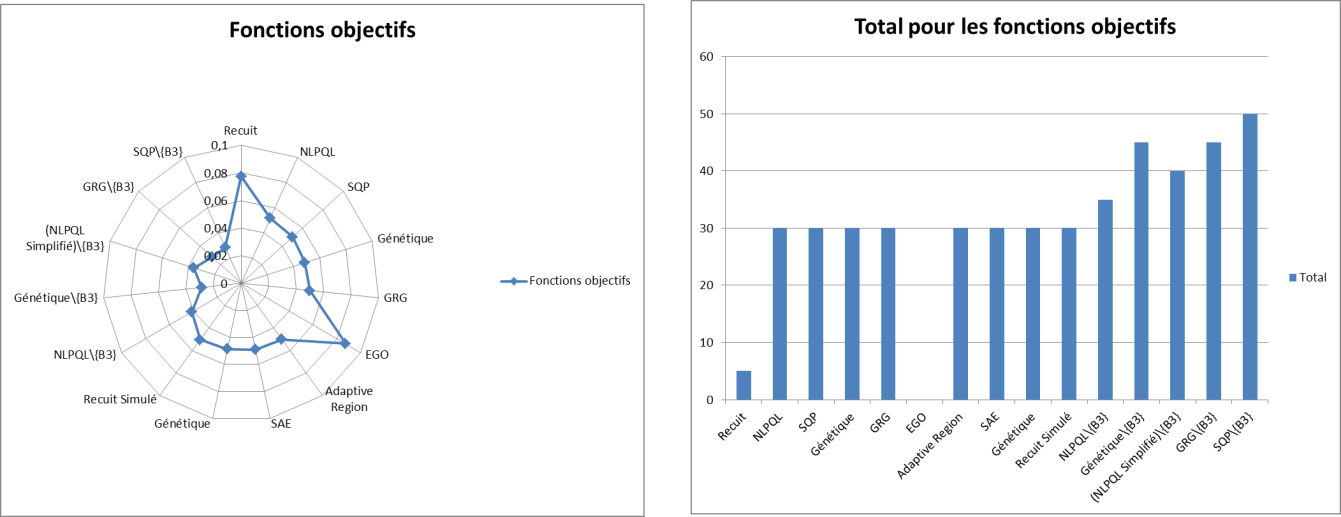 Fonctions objectifs
Recuit
NLPQL
SQP
Génétique
GRG
EGO
Adaptive
Region
SAE
Génétique
Recuit Simulé
NLPQL\{B3}
Génétique\{B3}
(NLPQL
Simplifié)\{B3}
GRG\{B3}
SQP\{B3}
0,1
0,08
0,06
0,04
0,02
0
Fonctions objectifs
Total pour les fonctions objectifs
60
50
40
30
20
10
0
Recuit
NLPQL
SQP
Génétique
GRG
EGO
Adaptive Region
SAE
Génétique
Recuit Simulé
NLPQL\{B3}
Génétique\{B3}
(NLPQL Simplifié)\{B3}
GRG\{B3}
SQP\{B3}
Total